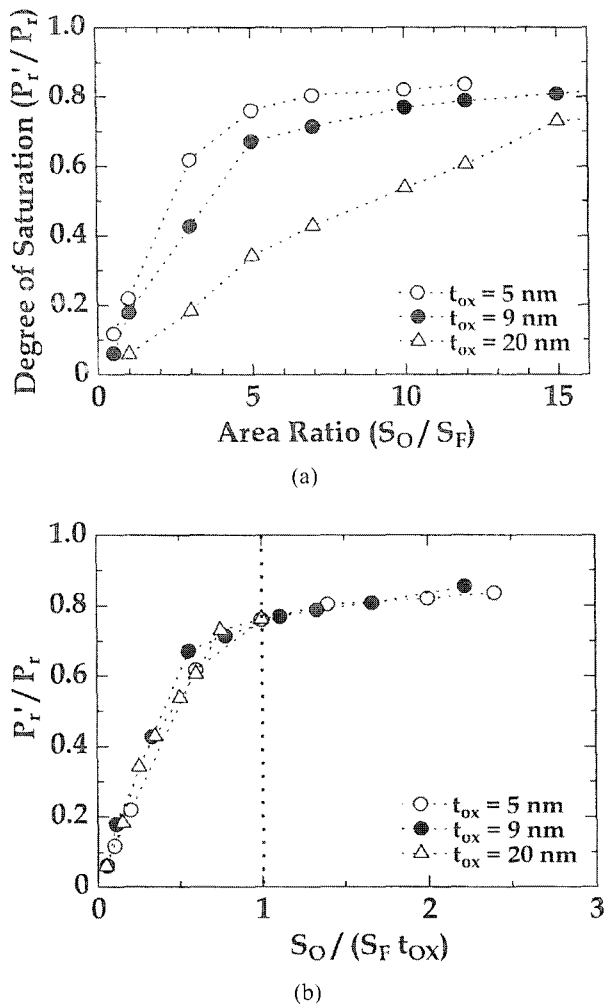 1.0
0.8
0.6
0.4
0.2
0
Degree of Saturation (Pr'/Pr)
tox = 5 nm
tox = 9 nm
tox = 20 nm
0 5 10 15
Area Ratio (SO/SF)
(a)
1.0
0.8
0.6
0.4
0.2
0
Pr'/Pr
tox = 5 nm
tox = 9 nm
tox = 20 nm
0 1 2 3
SO/(SF tOX)
(b)